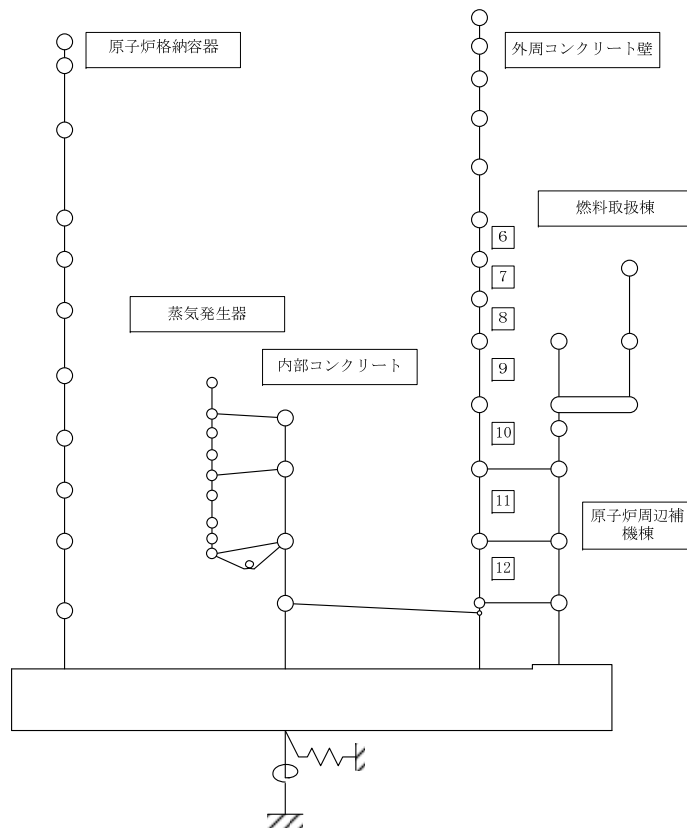 原子炉格納容器
外周コンクリート壁
燃料取扱棟
6
7
蒸気発生器
8
内部コンクリート
9
10
11
原子炉周辺補
機棟
12